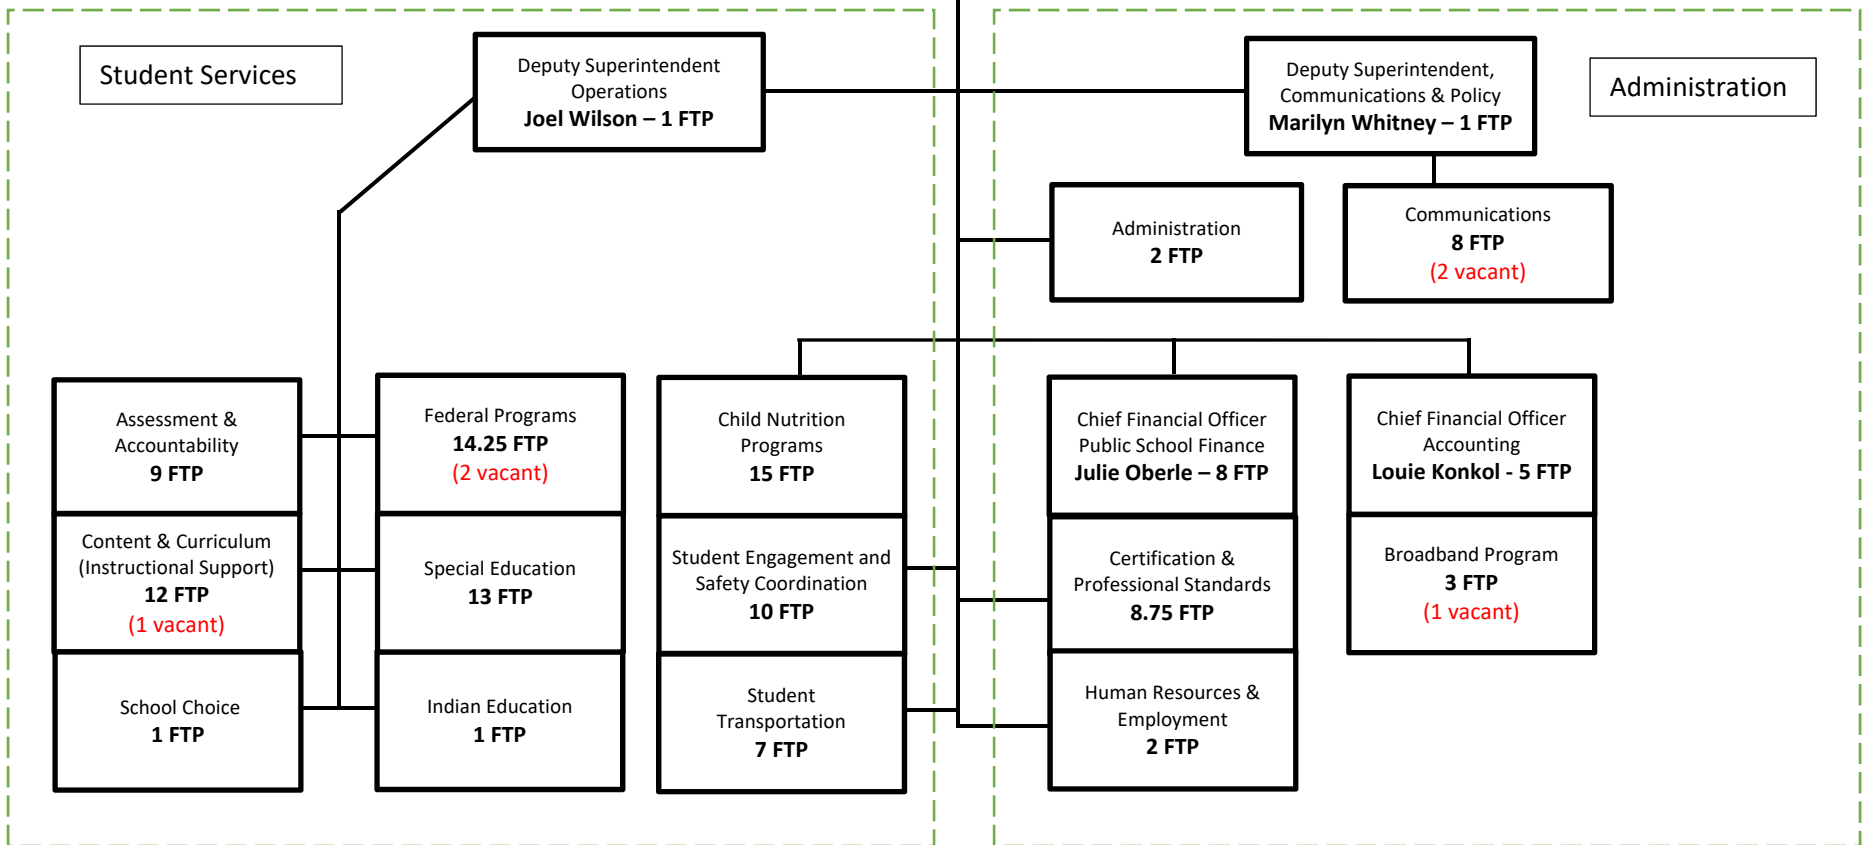 Student Services
Deputy Superintendent
Operations
Joel Wilson – 1 FTP
Deputy Superintendent,
Communications & Policy
Marilyn Whitney – 1 FTP
Administration
Administration
2 FTP
Communications
8 FTP
(2 vacant)
Assessment &
Accountability
9 FTP
Federal Programs
14.25 FTP
(2 vacant)
Child Nutrition
Programs
15 FTP
Chief Financial Officer
Public School Finance
Julie Oberle – 8 FTP
Chief Financial Officer
Accounting
Louie Konkol - 5 FTP
Content & Curriculum
(Instructional Support)
12 FTP
(1 vacant)
Special Education
13 FTP
Student Engagement and
Safety Coordination
10 FTP
Certification &
Professional Standards
8.75 FTP
Broadband Program
3 FTP
(1 vacant)
School Choice
1 FTP
Indian Education
1 FTP
Student
Transportation
7 FTP
Human Resources &
Employment
2 FTP